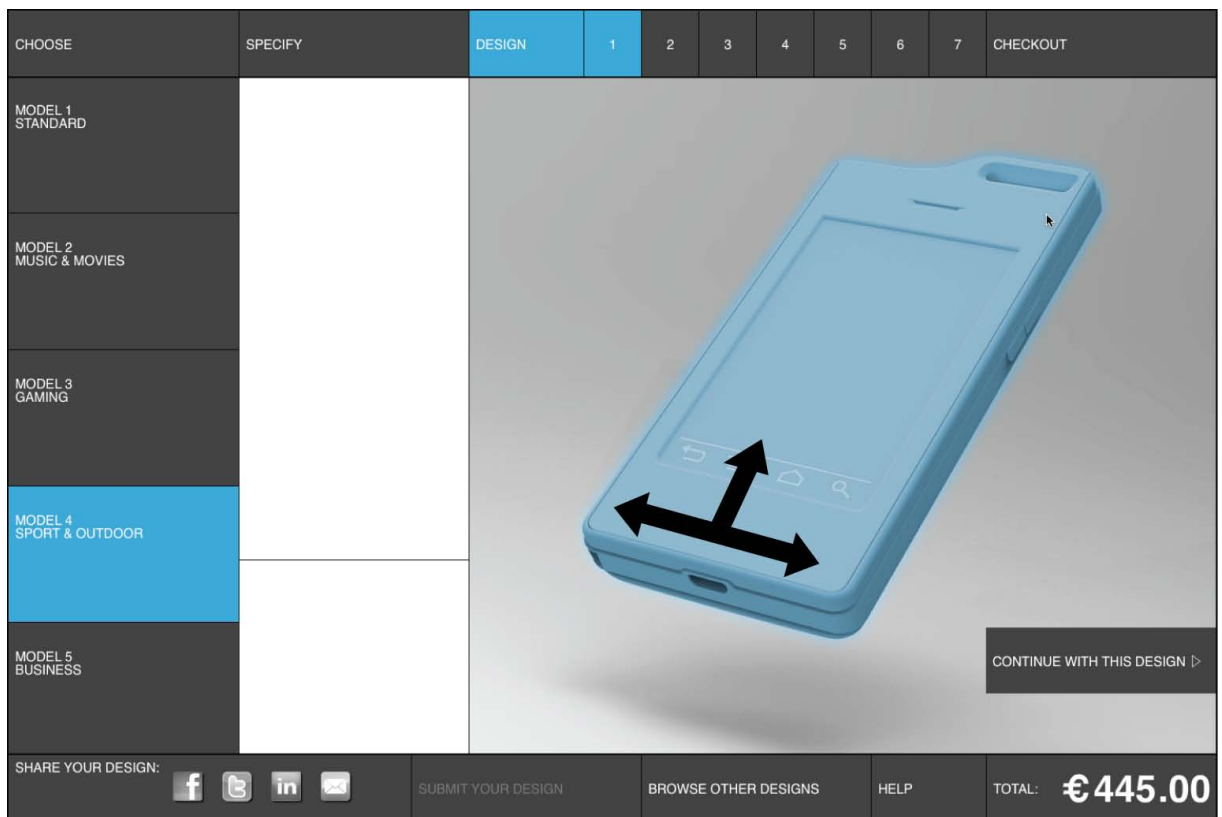 CHOOSE
SPECIFY
DESIGN
1
2
3
4
5
6
7
CHECKOUT
MODEL 1
STANDARD
MODEL 2
MUSIC & MOVIES
MODEL 3
GAMING
MODEL 4
SPORT & OUTDOOR
MODEL 5
BUSINESS
CONTINUE WITH THIS DESIGN ▷
SHARE YOUR DESIGN:
f
t
in
SUBMIT YOUR DESIGN
BROWSE OTHER DESIGNS
HELP
TOTAL: €445.00